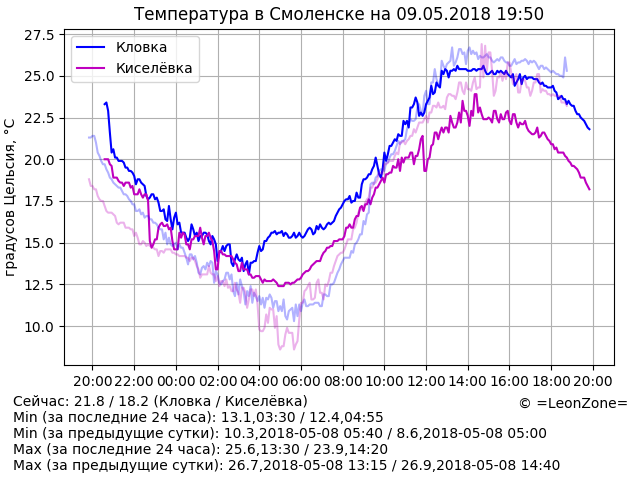 Температура в Смоленске на 09.05.2018 19:50
градусов Цельсия, °C
27.5
25.0
22.5
20.0
17.5
15.0
12.5
10.0
Кловка
Киселёвка
20:00 22:00 00:00 02:00 04:00 06:00 08:00 10:00 12:00 14:00 16:00 18:00 20:00
© =LeonZone=
Сейчас: 21.8 / 18.2 (Кловка / Киселёвка)
Min (за последние 24 часа): 13.1,03:30 / 12.4,04:55
Min (за предыдущие сутки): 10.3,2018-05-08 05:40 / 8.6,2018-05-08 05:00
Max (за последние 24 часа): 25.6,13:30 / 23.9,14:20
Max (за предыдущие сутки): 26.7,2018-05-08 13:15 / 26.9,2018-05-08 14:40